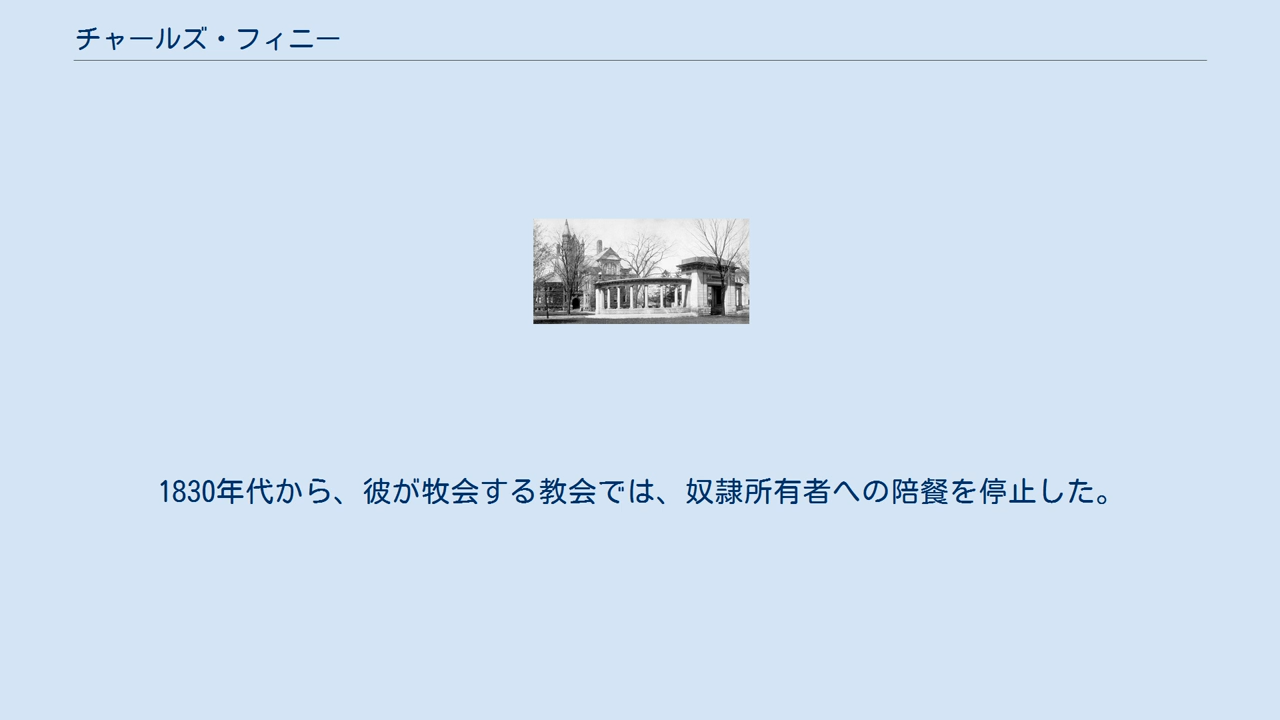 チャールズ・フィニー
1830年代から、彼が牧会する教会では、奴隷所有者への陪餐を停止した。